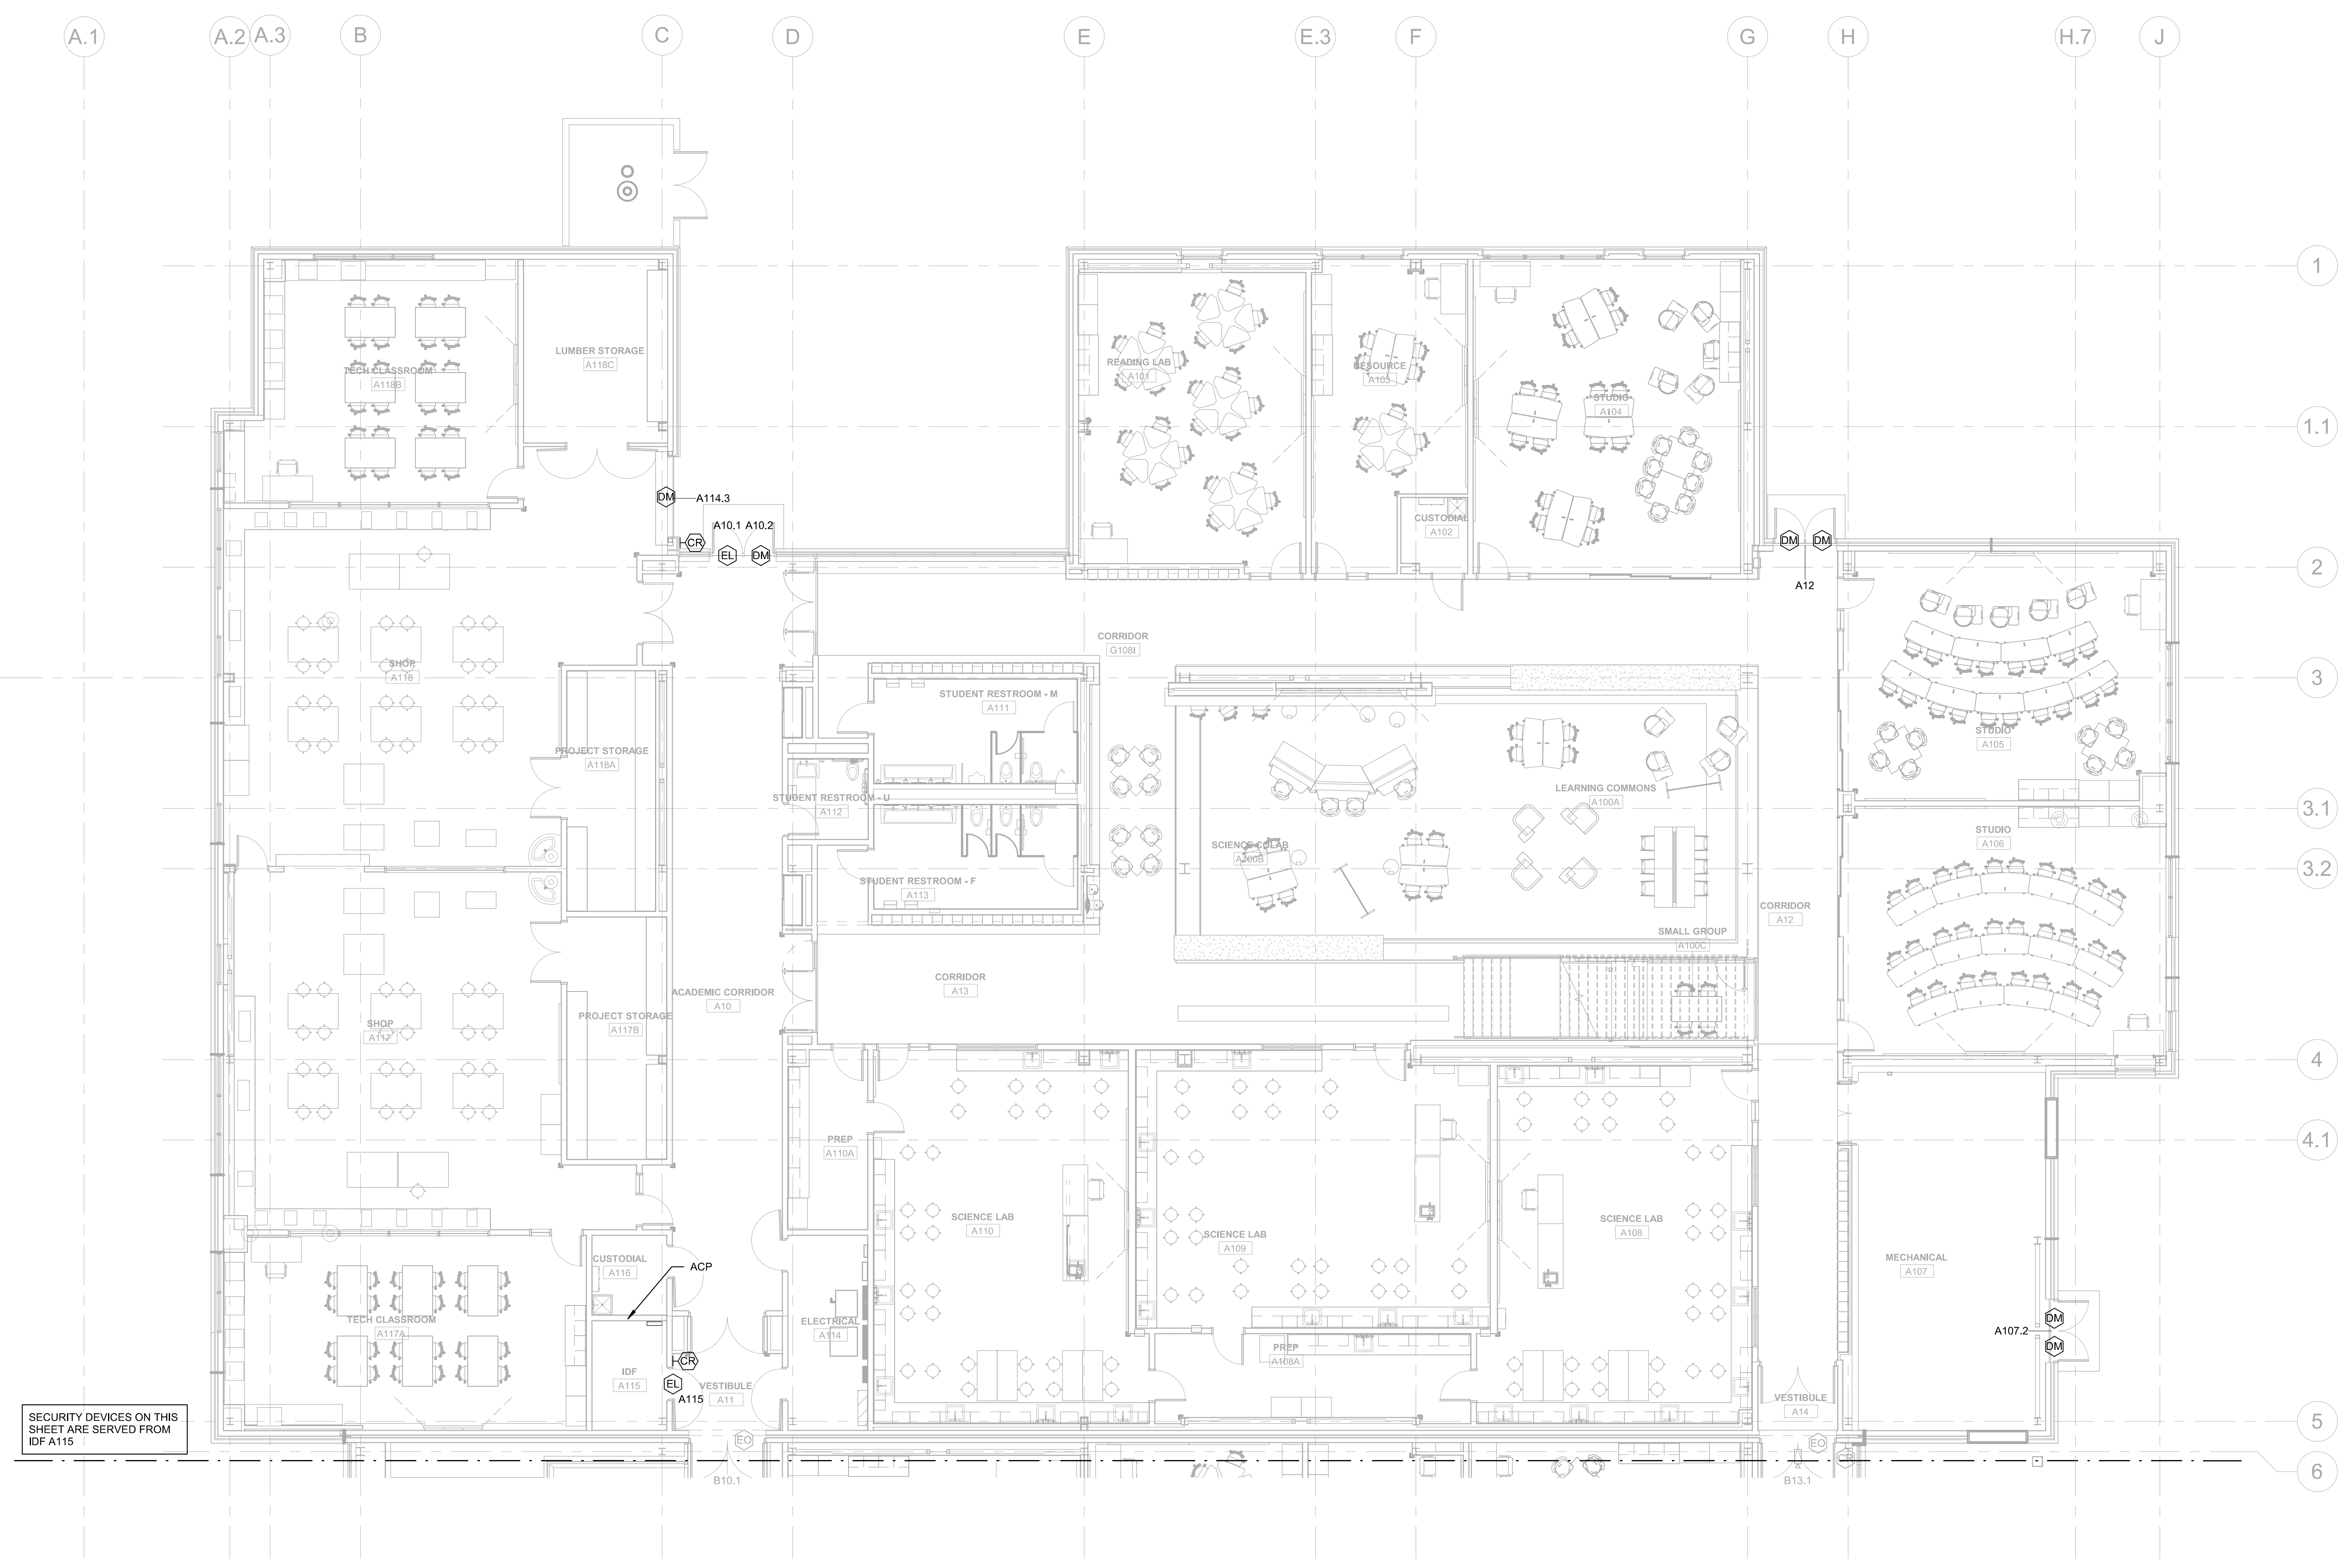 A.1
A.2
A.3
B
C
D
E
E.3
F
G
H
H.7
J
1
1.1
2
3
3.1
3.2
4
4.1
5
6
TECH CLASSROOM
A118B
LUMBER STORAGE
A118C
READING LAB
A101
RESOURCE
A103
STUDIO
A104
CUSTODIAL
A102
DM
A114.3
CR
A10.1
A10.2
EL
DM
DM
DM
A12
CORRIDOR
G108I
SHOP
A118
PROJECT STORAGE
A118A
STUDENT RESTROOM - M
A111
STUDENT RESTROOM - U
A112
STUDENT RESTROOM - F
A113
LEARNING COMMONS
A100A
SCIENCE COLAB
A100B
SMALL GROUP
A100C
STUDIO
A105
STUDIO
A106
CORRIDOR
A12
CORRIDOR
A13
ACADEMIC CORRIDOR
A10
SHOP
A117
PROJECT STORAGE
A117B
PREP
A110A
SCIENCE LAB
A110
SCIENCE LAB
A109
SCIENCE LAB
A108
MECHANICAL
A107
CUSTODIAL
A116
ACP
TECH CLASSROOM
A117A
ELECTRICAL
A114
PREP
A108A
DM
A107.2
DM
CR
IDF
A115
EL
A115
VESTIBULE
A11
VESTIBULE
A14
SECURITY DEVICES ON THIS
SHEET ARE SERVED FROM
IDF A115
EO
B10.1
EO
B13.1